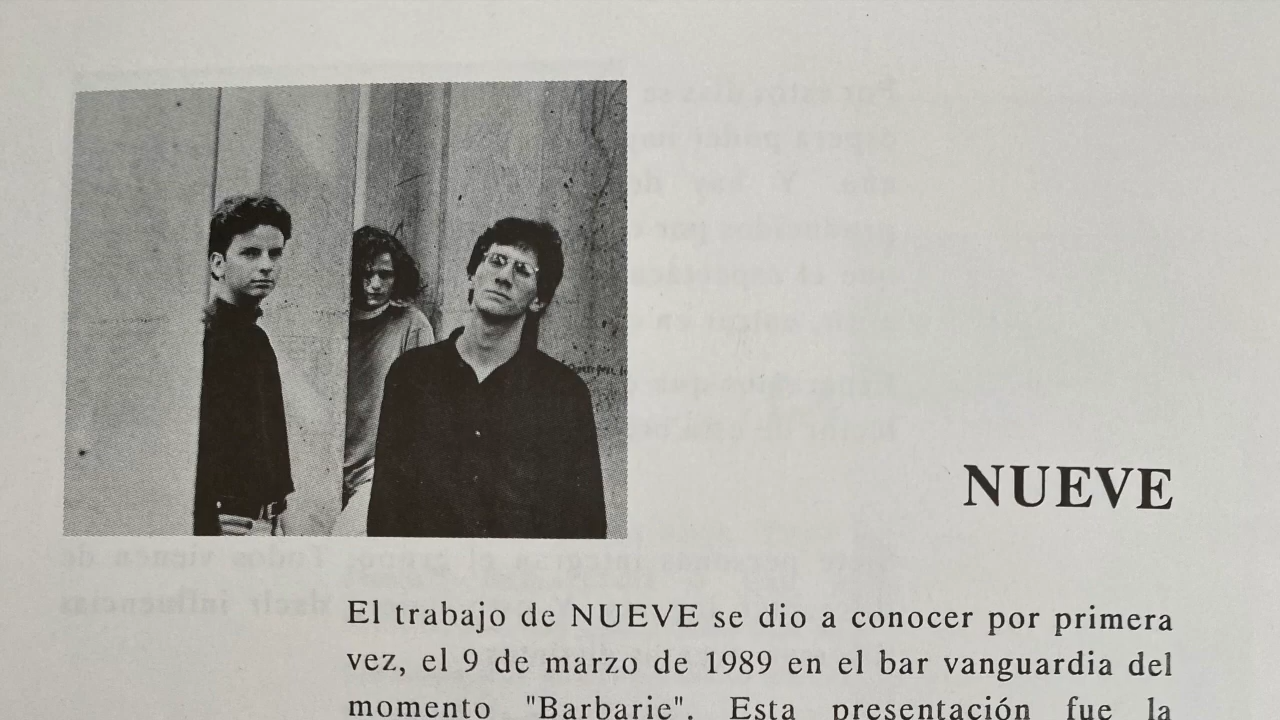 NUEVE
El trabajo de NUEVE se dio a conocer por primera
vez, el 9 de marzo de 1989 en el bar vanguardia del
momento "Barbarie". Esta presentación fue la